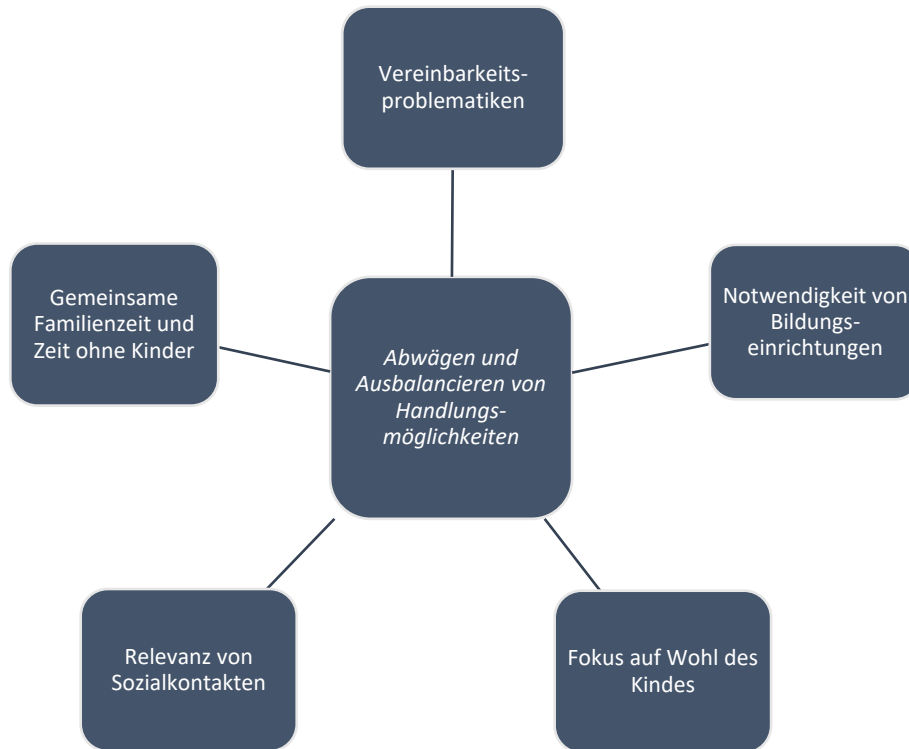 Vereinbarkeits-
problematiken
Gemeinsame
Familienzeit und
Zeit ohne Kinder
Notwendigkeit von
Bildungs-
einrichtungen
Abwägen und
Ausbalancieren von
Handlungs-
möglichkeiten
Relevanz von
Sozialkontakten
Fokus auf Wohl des
Kindes